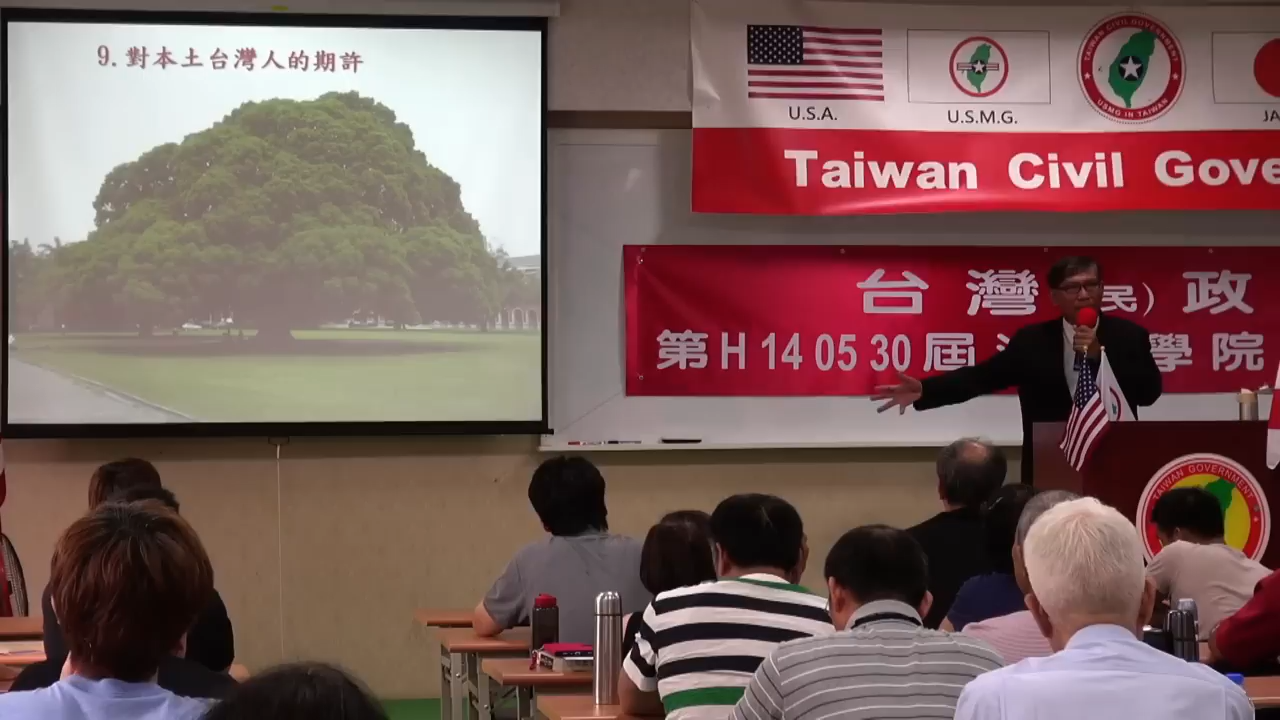 9. 對本土台灣人的期許
U.S.A.
U.S.M.G.
TAIWAN CIVIL GOVERNMENT
USMG IN TAIWAN
JA
Taiwan Civil Gove
台灣 民) 政
第 H 14 05 30 屆 學院
TAIWAN GOVERNMENT